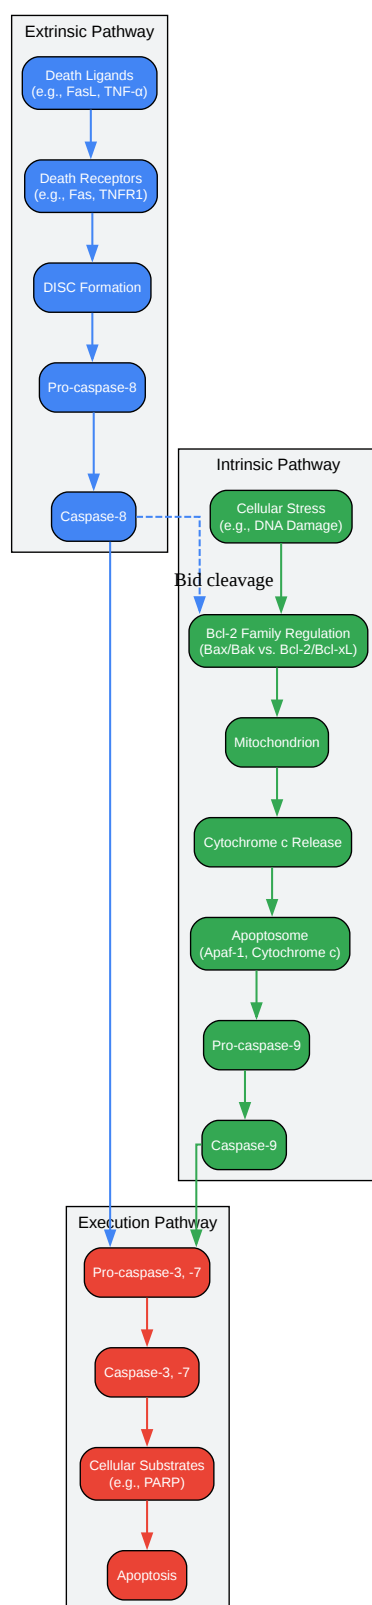 Extrinsic Pathway
Death Ligands
(e.g., FasL, TNF-α)
Death Receptors
(e.g., Fas, TNFR1)
DISC Formation
Pro-caspase-8
Caspase-8
Intrinsic Pathway
Cellular Stress
(e.g., DNA Damage)
Bid cleavage
Bcl-2 Family Regulation
(Bax/Bak vs. Bcl-2/Bcl-xL)
Mitochondrion
Cytochrome c Release
Apoptosome
(Apaf-1, Cytochrome c)
Pro-caspase-9
Caspase-9
Execution Pathway
Pro-caspase-3, -7
Caspase-3, -7
Cellular Substrates
(e.g., PARP)
Apoptosis